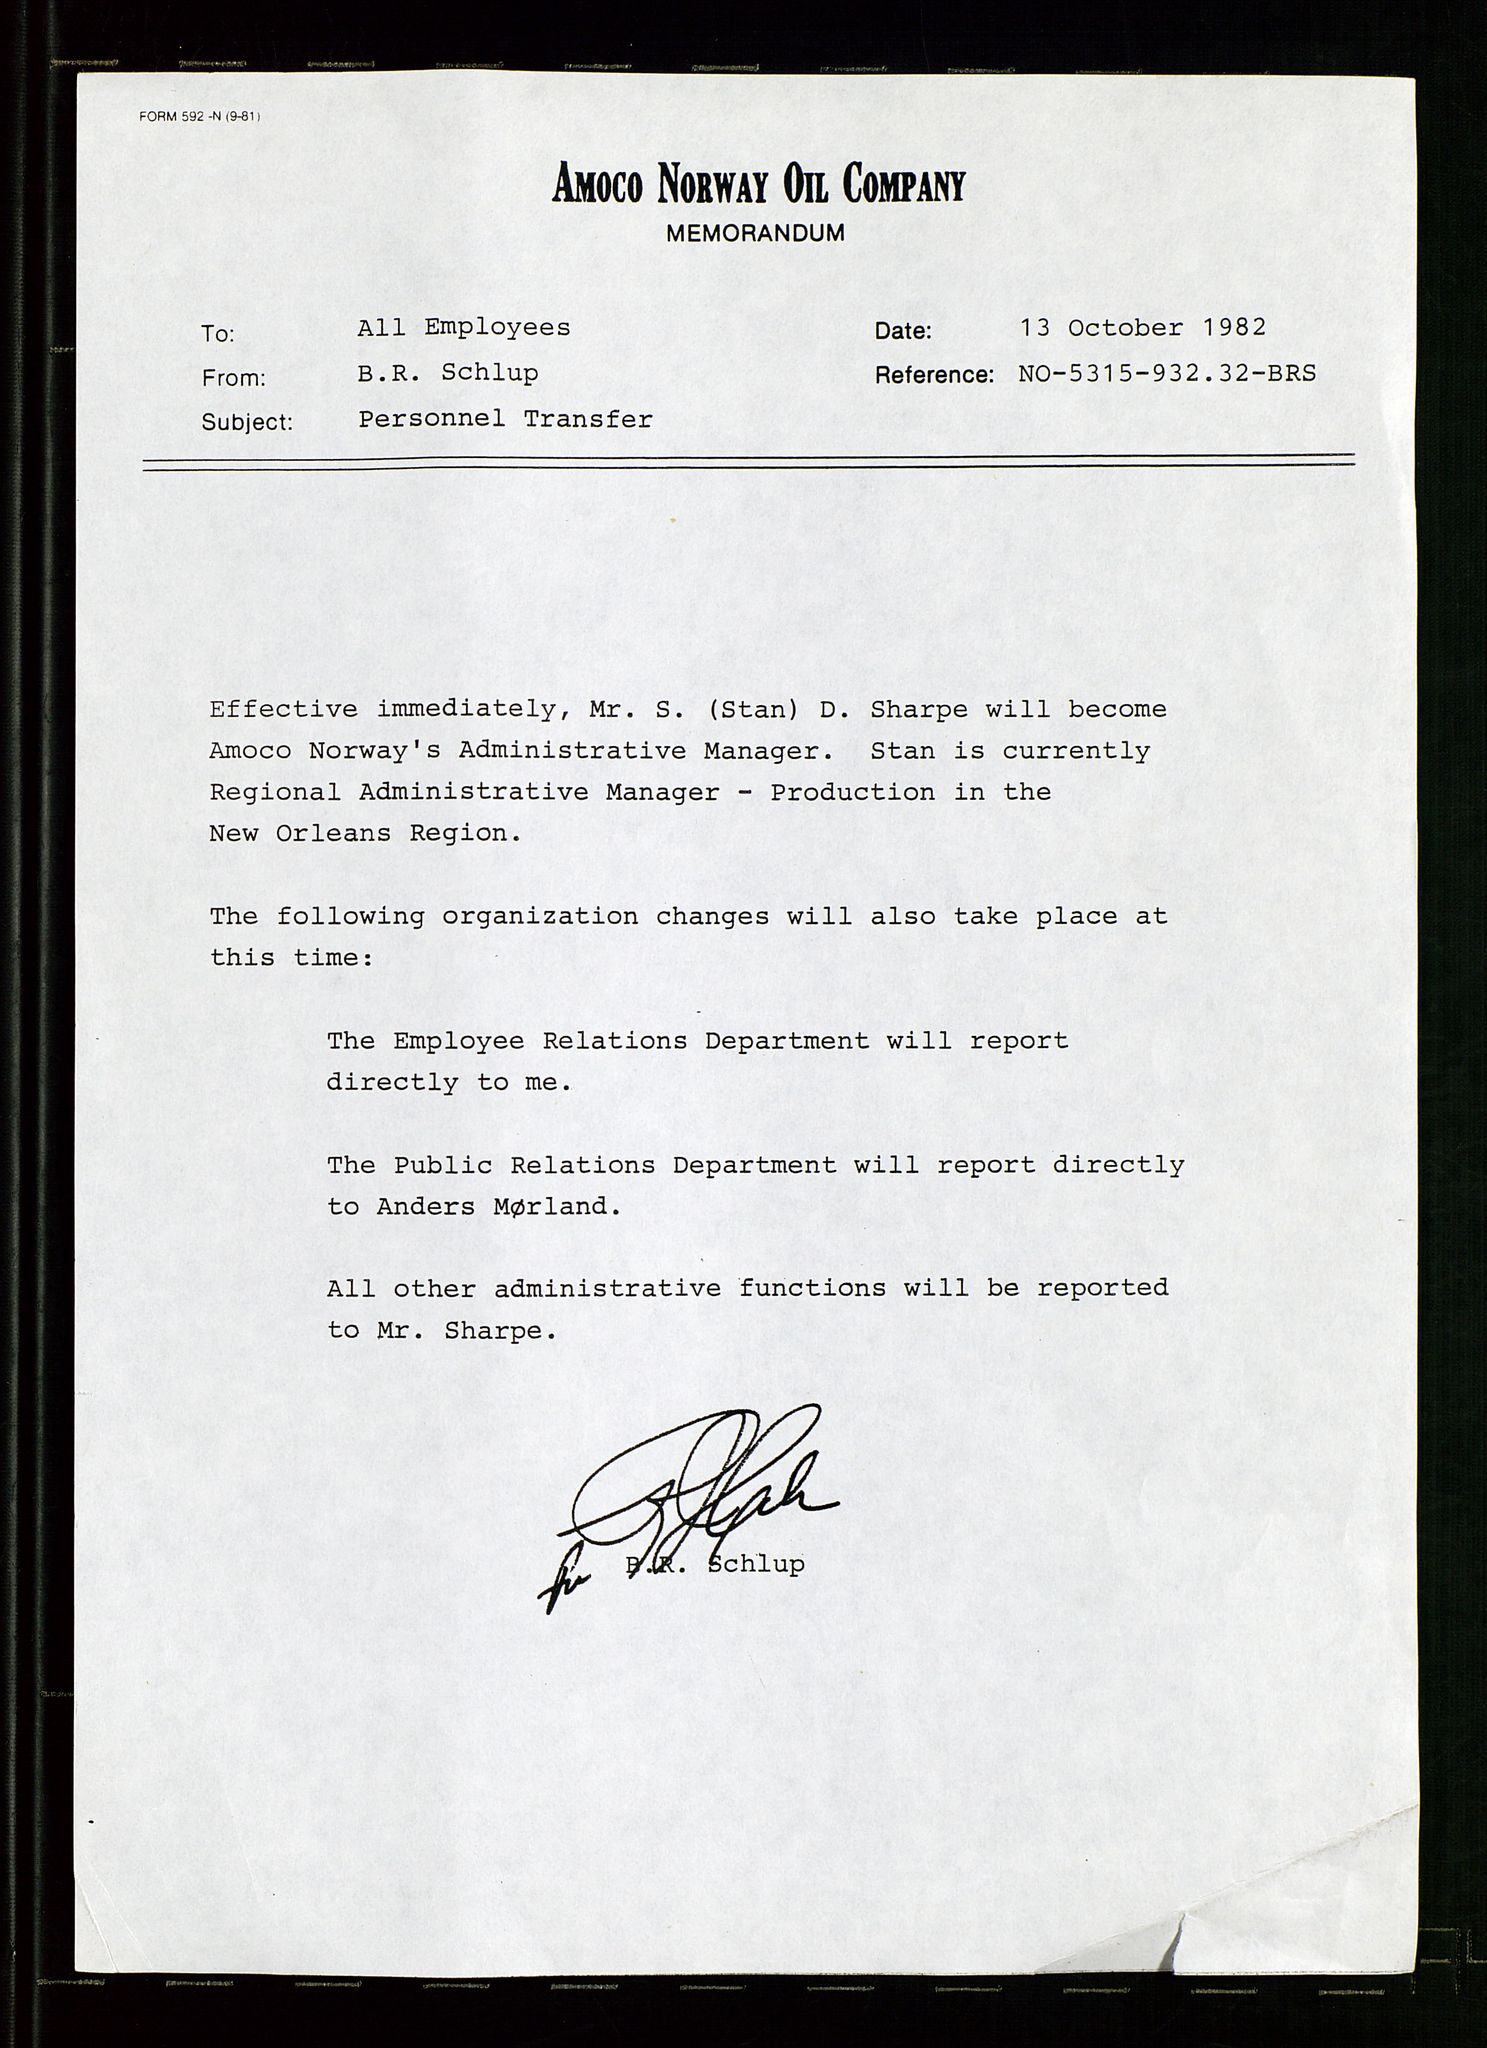 FORM 592 -N (9-81)
AMOCO NORWAY OIL COMPANY
MEMORANDUM
To: All Employees
Date: 13 October 1982
From: B.R. Schlup
Reference: NO-5315-932.32-BRS
Subject: Personnel Transfer
Effective immediately, Mr. S. (Stan) D. Sharpe will become
Amoco Norway's Administrative Manager. Stan is currently
Regional Administrative Manager - Production in the
New Orleans Region.
The following organization changes will also take place at
this time:
The Employee Relations Department will report
directly to me.
The Public Relations Department will report directly
to Anders Mørland.
All other administrative functions will be reported
to Mr. Sharpe.
B.R. Schlup